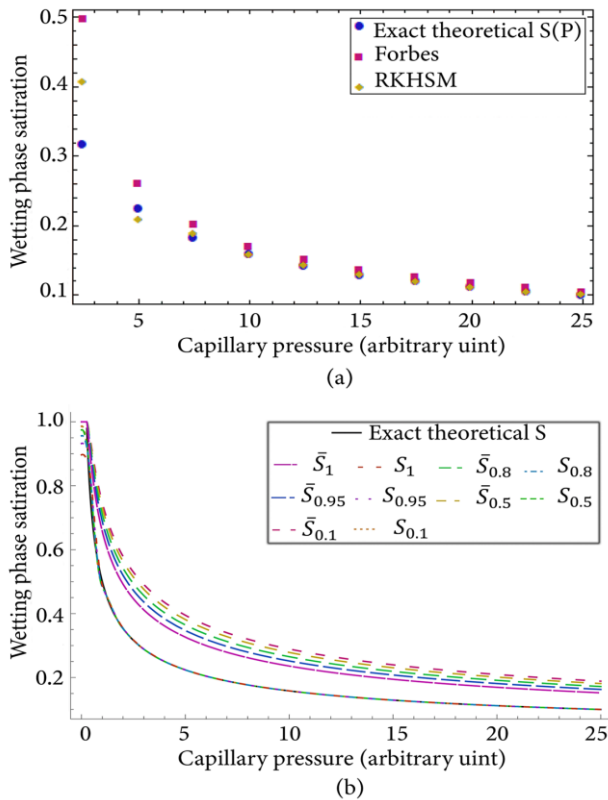 0.5
0.4
0.3
0.2
0.1
Wetting phase satiration
Exact theoretical S(P)
Forbes
RKHSM
5
10
15
20
25
Capillary pressure (arbitrary uint)
(a)
1.0
0.8
0.6
0.4
0.2
Wetting phase satiration
Exact theoretical S
S̄₁ S₁ S̄₀.₈ S₀.₈
S̄₀.₉₅ S₀.₉₅ S̄₀.₅ S₀.₅
S̄₀.₁ S₀.₁
0
5
10
15
20
25
Capillary pressure (arbitrary uint)
(b)